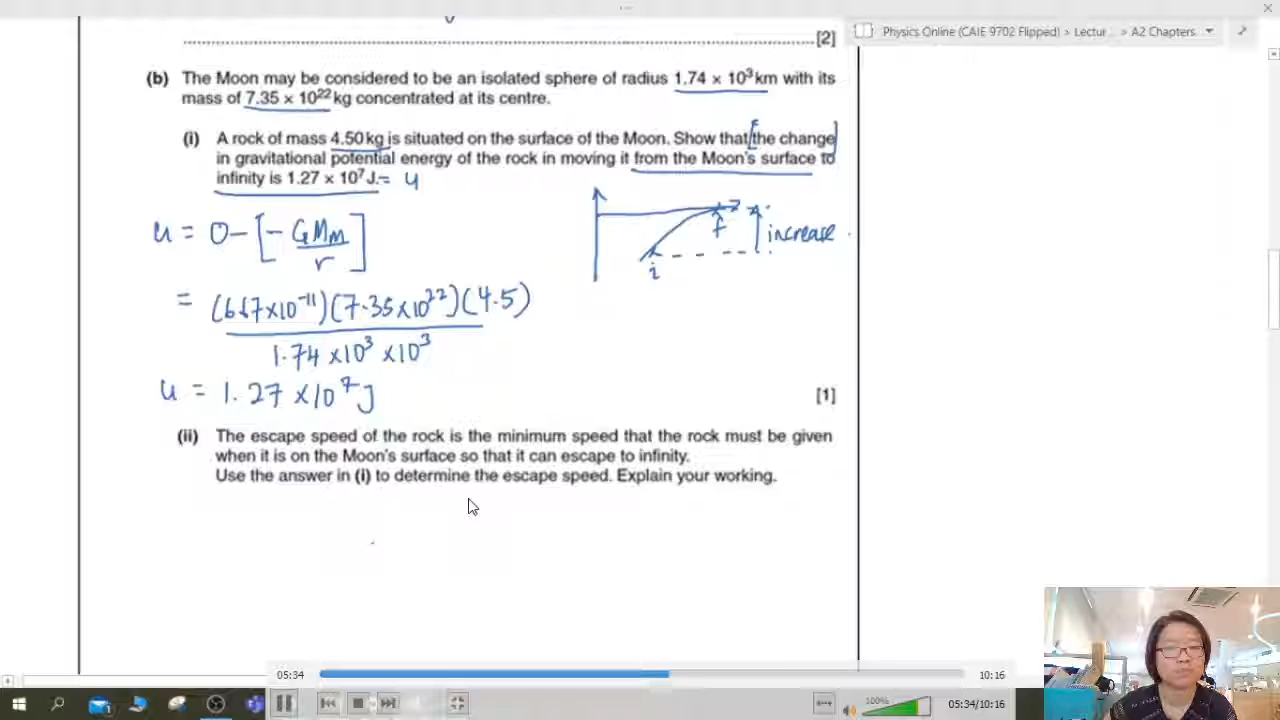 Physics Online (CAIE 9702 Flipped) > Lectur... > A2 Chapters
[2]
(b) The Moon may be considered to be an isolated sphere of radius 1.74 × 10³ km with its
mass of 7.35 × 10²² kg concentrated at its centre.
(i) A rock of mass 4.50 kg is situated on the surface of the Moon. Show that [the change]
in gravitational potential energy of the rock in moving it from the Moon's surface to
infinity is 1.27 × 10⁷ J. = u
u = 0 - [- GMm / r]
f
increase
i
= (6.67×10⁻¹¹)(7.35×10²²)(4.5)
1.74 ×10³ ×10³
u = 1.27 ×10⁷ J
[1]
(ii) The escape speed of the rock is the minimum speed that the rock must be given
when it is on the Moon's surface so that it can escape to infinity.
Use the answer in (i) to determine the escape speed. Explain your working.
05:34
10:16
100%
05:34/10:16